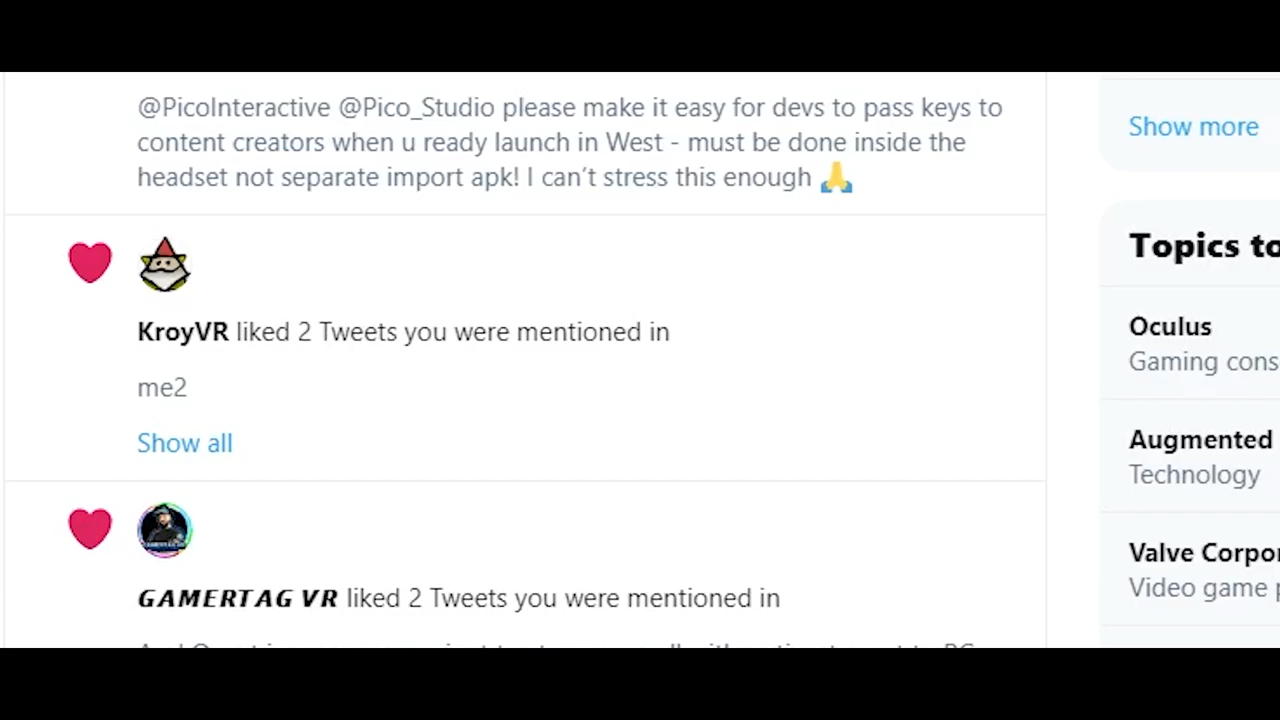 @PicoInteractive @Pico_Studio please make it easy for devs to pass keys to
content creators when u ready launch in West - must be done inside the
headset not separate import apk! I can’t stress this enough 🙏
KroyVR liked 2 Tweets you were mentioned in
me2
Show all
GAMERTAG VR liked 2 Tweets you were mentioned in
Show more
Topics to
Oculus
Gaming cons
Augmented
Technology
Valve Corpor
Video game p